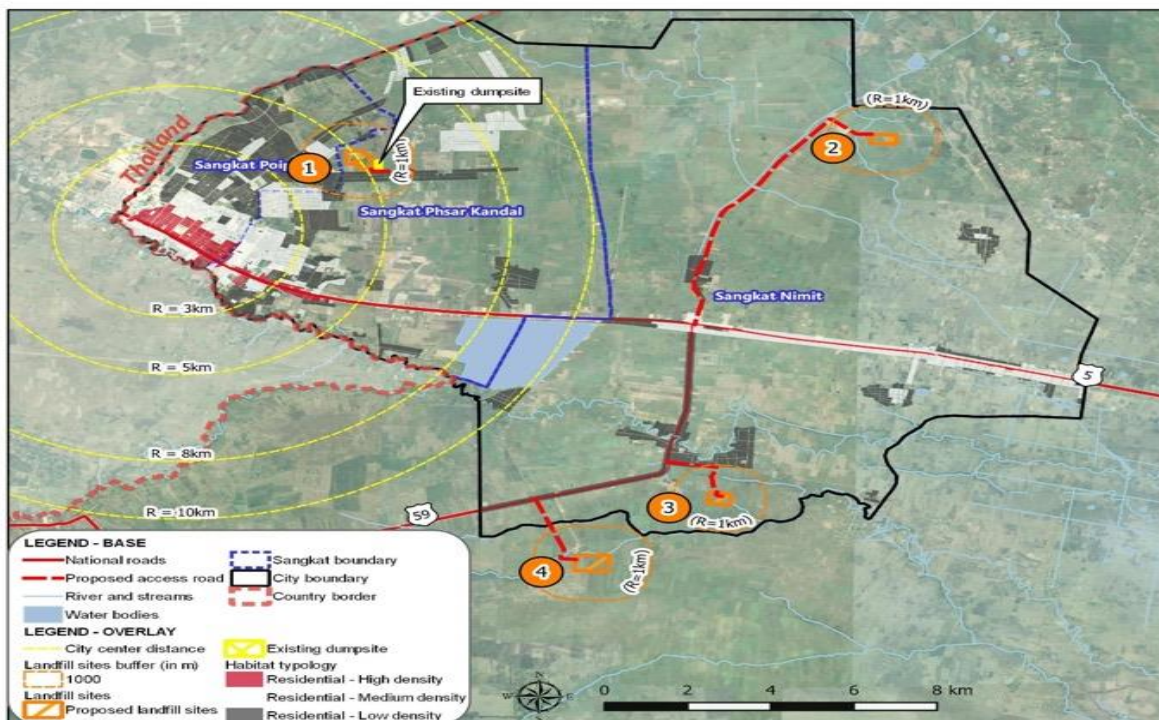 Existing dumpsite
(R=1km)
2
Thailand
Sangkat Poip
1
(R=1km)
Sangkat Phsar Kandal
Sangkat Nimit
R = 3km
R = 5km
5
R = 8km
R = 10km
59
3
(R=1km)
4
(R=1km)
LEGEND - BASE
National roads
Sangkat boundary
Proposed access road
City boundary
River and streams
Country border
Water bodies
LEGEND - OVERLAY
City center distance
Existing dumpsite
Landfill sites buffer (in m)
Habitat typology
1000
Residential - High density
Landfill sites
Residential - Medium density
Proposed landfill sites
Residential - Low density
N
W
E
S
0 2 4 6 8 km